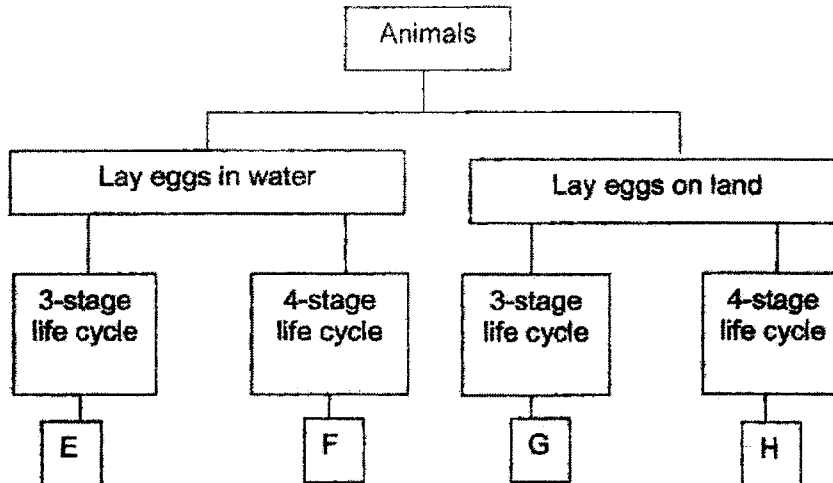 Animals
Lay eggs in water
Lay eggs on land
3-stage
life cycle
4-stage
life cycle
3-stage
life cycle
4-stage
life cycle
E
F
G
H